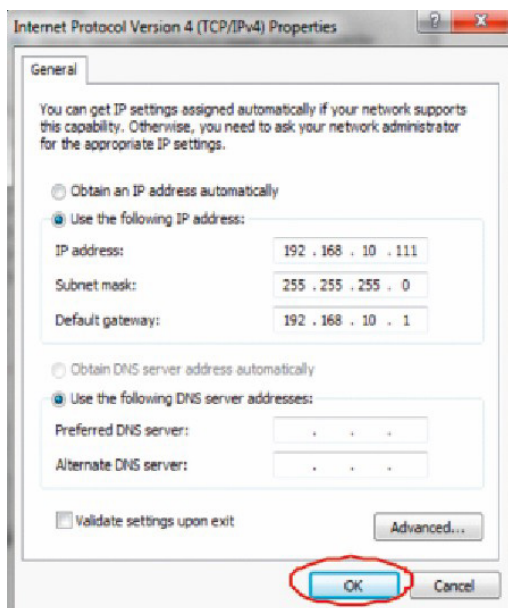 Internet Protocol Version 4 (TCP/IPv4) Properties
?
x
General
You can get IP settings assigned automatically if your network supports
this capability. Otherwise, you need to ask your network administrator
for the appropriate IP settings.
Obtain an IP address automatically
Use the following IP address:
IP address: 192 . 168 . 10 . 111
Subnet mask: 255 . 255 . 255 . 0
Default gateway: 192 . 168 . 10 . 1
Obtain DNS server address automatically
Use the following DNS server addresses:
Preferred DNS server: . . .
Alternate DNS server: . . .
Validate settings upon exit
Advanced...
OK Cancel